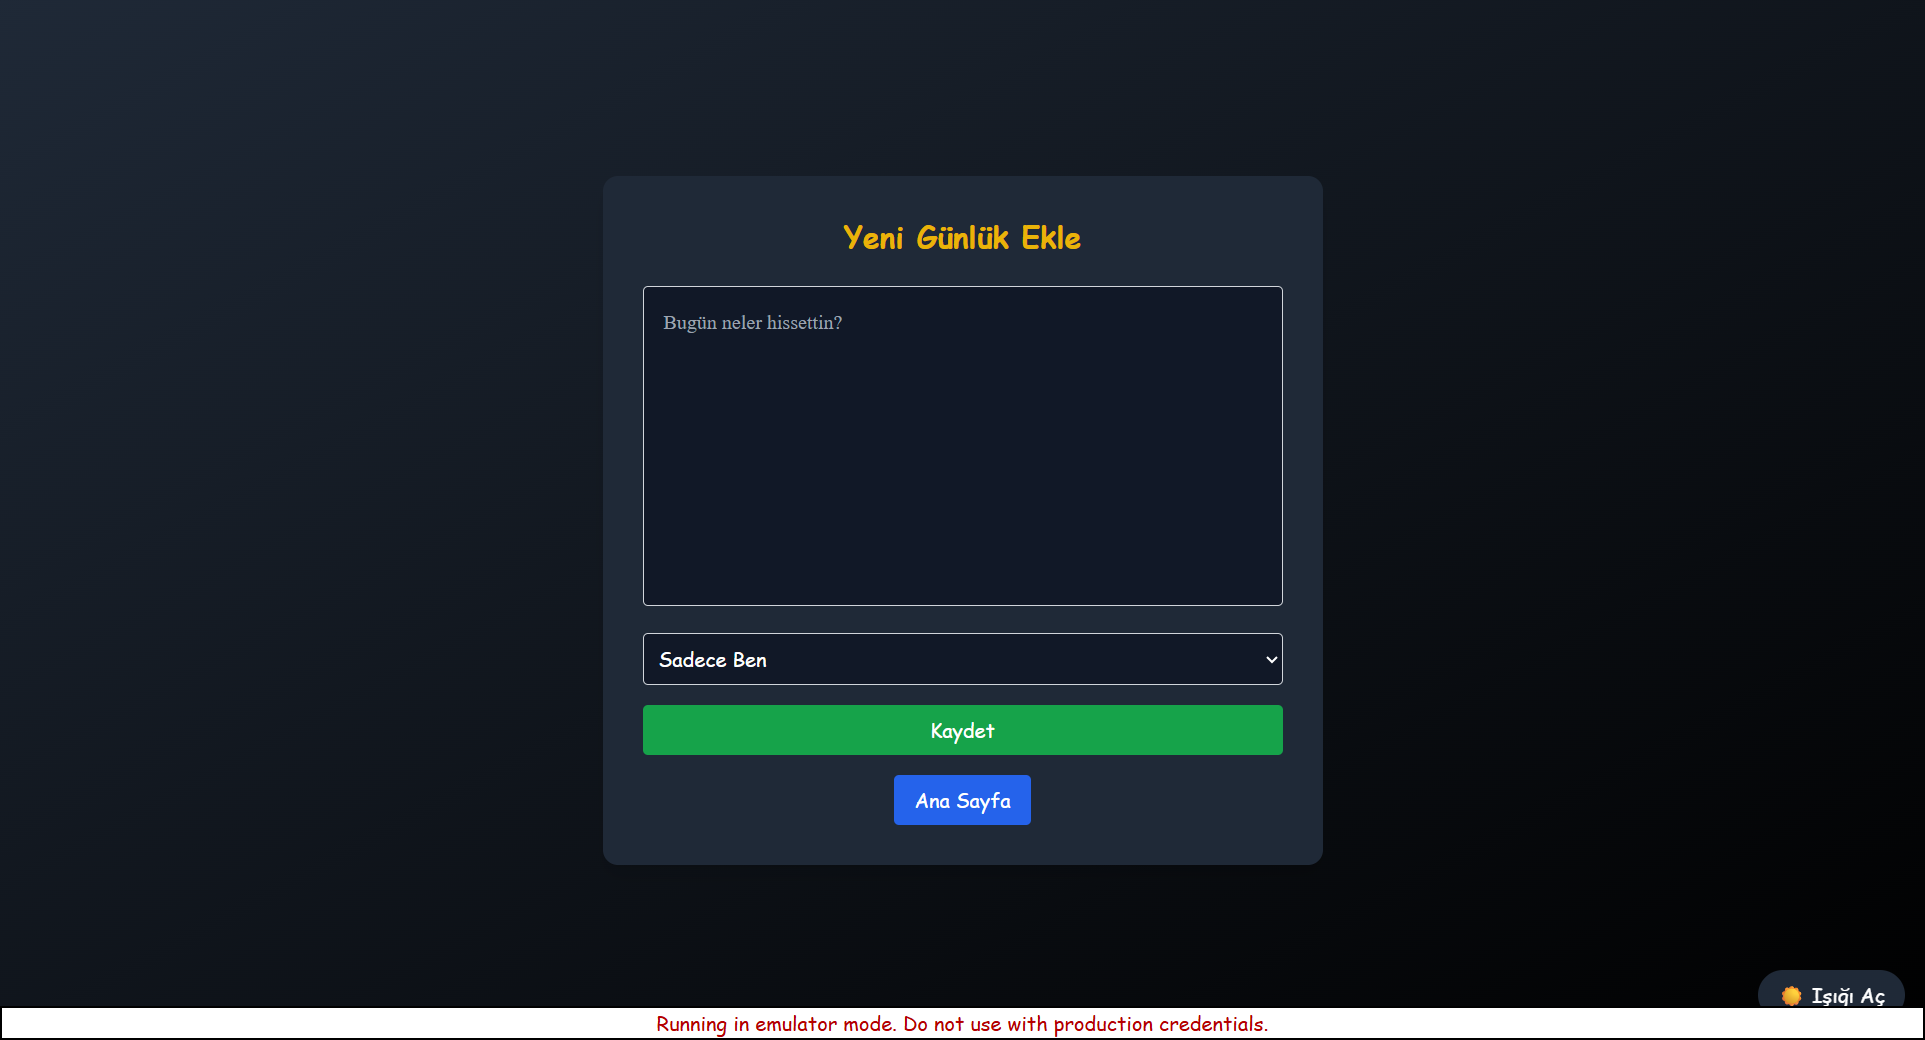 Yeni Günlük Ekle
Bugün neler hissettin?
Sadece Ben
Kaydet
Ana Sayfa
Işığı Aç
Running in emulator mode. Do not use with production credentials.